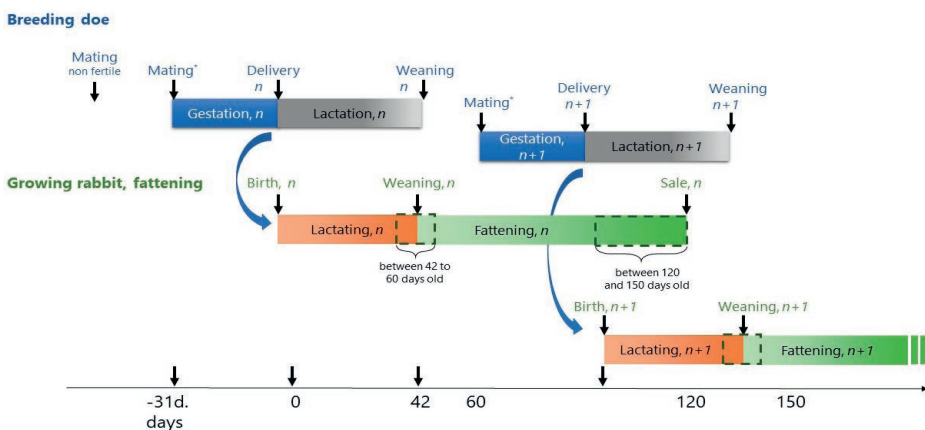 Breeding doe
Mating
non fertile
Mating*
Delivery
n
Weaning
n
Gestation, n
Lactation, n
Mating*
Delivery
n+1
Weaning
n+1
Gestation,
n+1
Lactation, n+1
Growing rabbit, fattening
Birth, n
Weaning, n
Sale, n
Lactating, n
Fattening, n
between 42 to
60 days old
between 120
and 150 days old
Birth, n+1
Weaning, n+1
Lactating, n+1
Fattening, n+1
-31d.
days
0
42
60
120
150